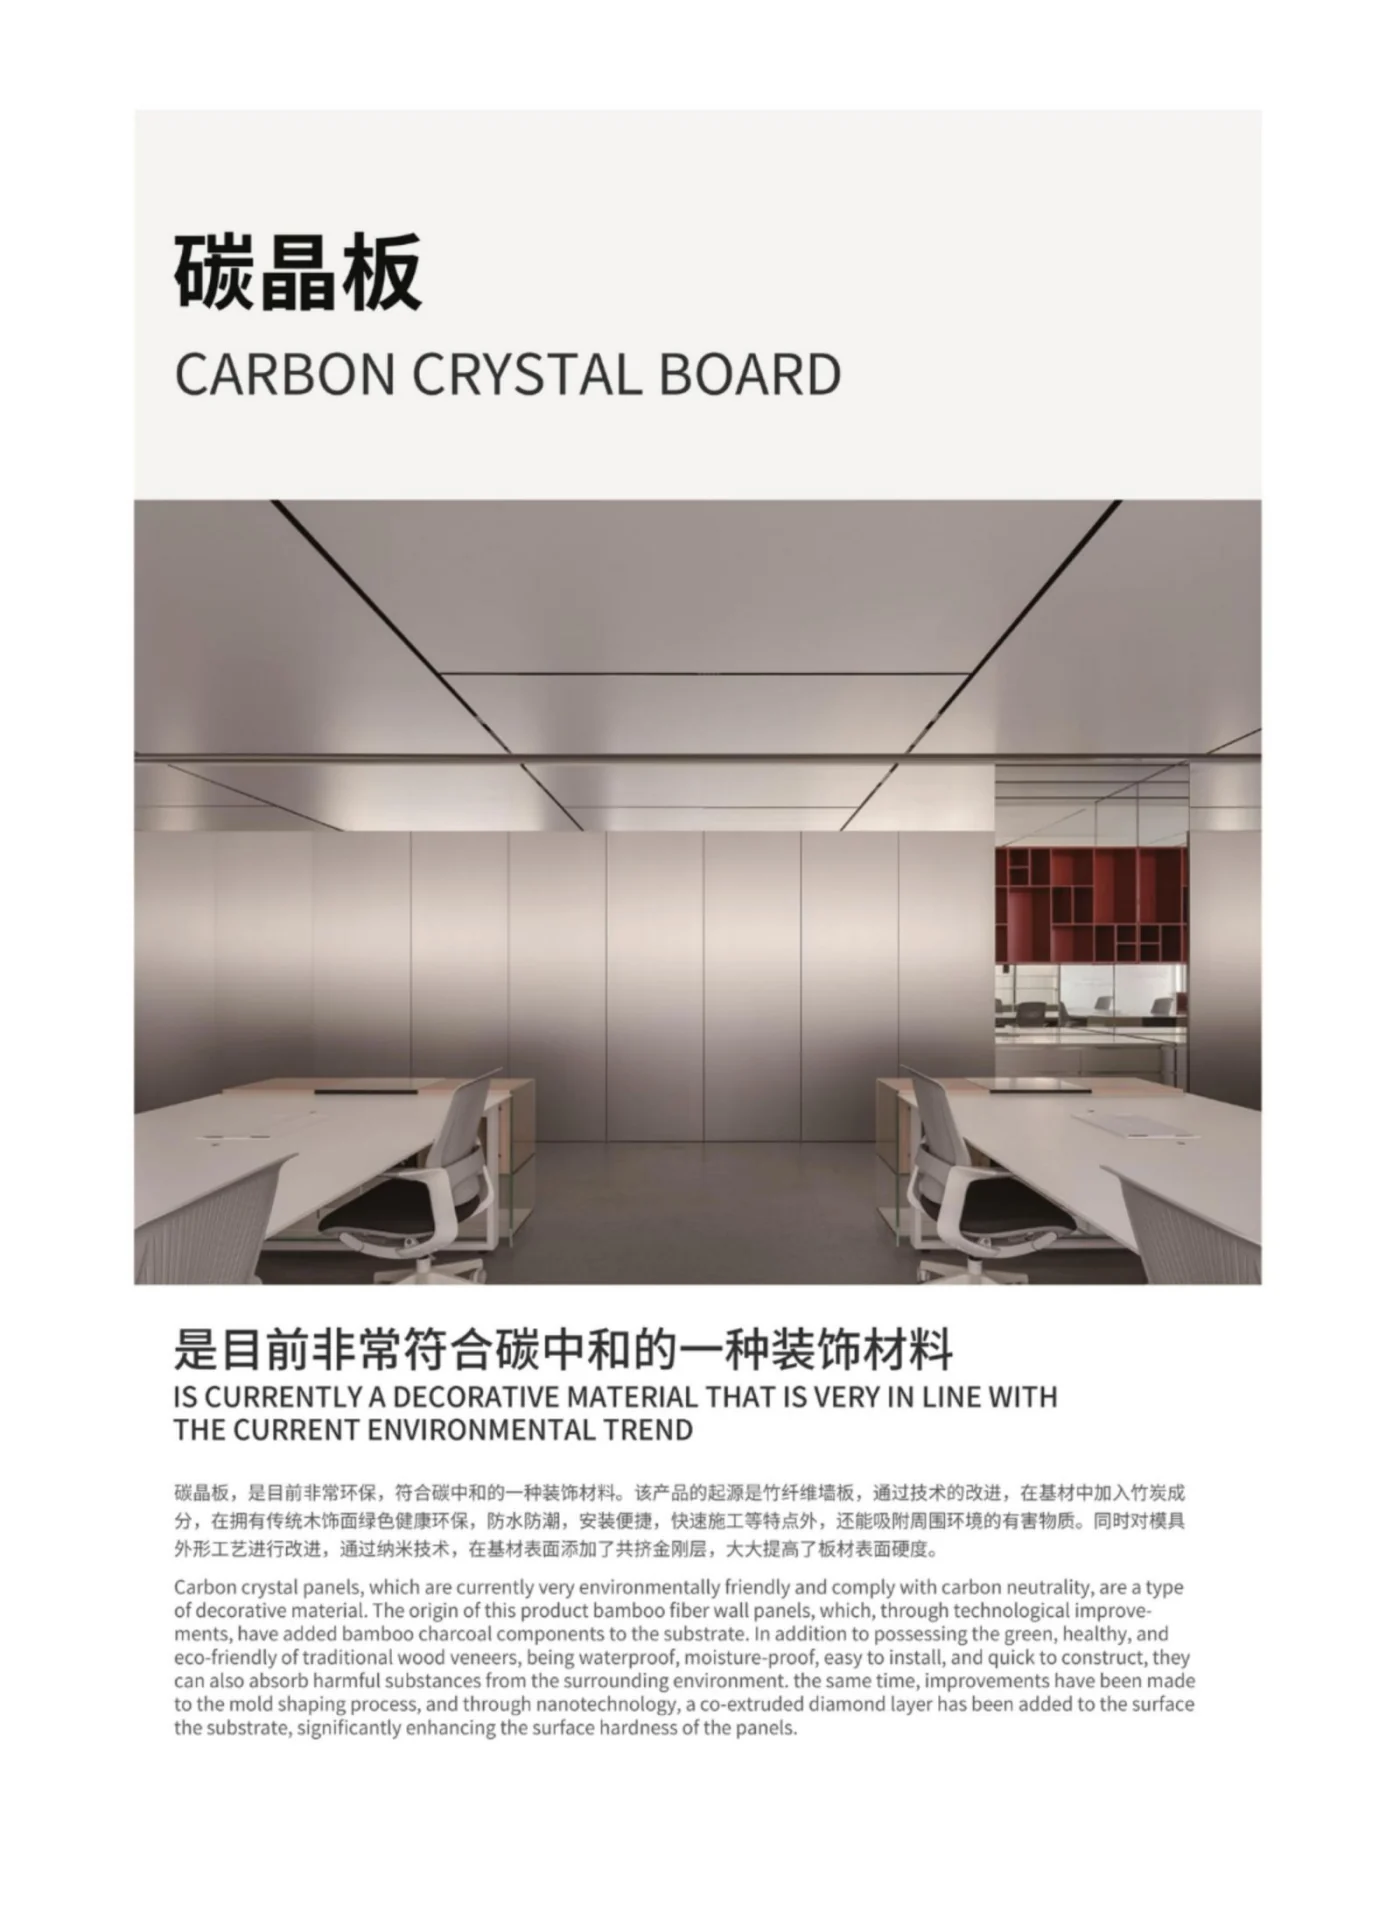 碳晶板
CARBON CRYSTAL BOARD
是目前非常符合碳中和的一种装饰材料
IS CURRENTLY A DECORATIVE MATERIAL THAT IS VERY IN LINE WITH
THE CURRENT ENVIRONMENTAL TREND
碳晶板，是目前非常环保，符合碳中和的一种装饰材料。该产品的起源是竹纤维墙板，通过技术的改进，在基材中加入竹炭成
分，在拥有传统木饰面绿色健康环保，防水防潮，安装便捷，快速施工等特点外，还能吸附周围环境的有害物质。同时对模具
外形工艺进行改进，通过纳米技术，在基材表面添加了共挤金刚层，大大提高了板材表面硬度。
Carbon crystal panels, which are currently very environmentally friendly and comply with carbon neutrality, are a type
of decorative material. The origin of this product bamboo fiber wall panels, which, through technological improve-
ments, have added bamboo charcoal components to the substrate. In addition to possessing the green, healthy, and
eco-friendly of traditional wood veneers, being waterproof, moisture-proof, easy to install, and quick to construct, they
can also absorb harmful substances from the surrounding environment. the same time, improvements have been made
to the mold shaping process, and through nanotechnology, a co-extruded diamond layer has been added to the surface
the substrate, significantly enhancing the surface hardness of the panels.